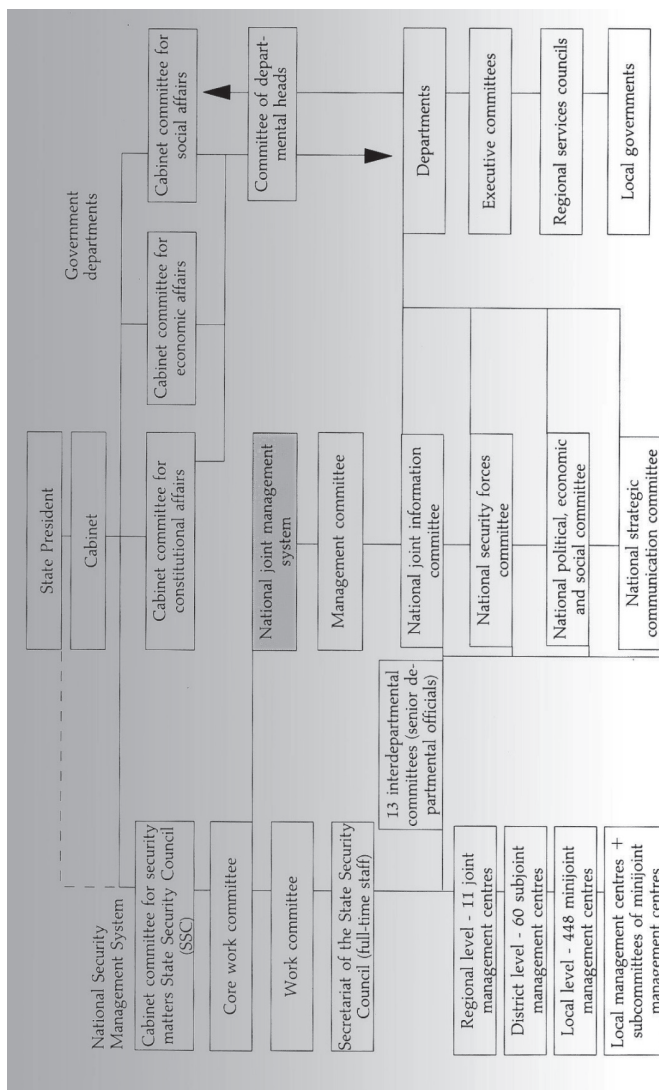 State President
Cabinet
National Security
Management System
Government
departments
Cabinet committee for security
matters State Security Council
(SSC)
Cabinet committee for
constitutional affairs
Cabinet committee for
economic affairs
Cabinet committee for
social affairs
Core work committee
Work committee
Secretariat of the State Security
Council (full-time staff)
National joint management
system
Management committee
Committee of depart-
mental heads
13 interdepartmental
committees (senior de-
partmental officials)
National joint information
committee
National security forces
committee
National political, economic
and social committee
National strategic
communication committee
Departments
Executive committees
Regional services councils
Local governments
Regional level - 11 joint
management centres
District level - 60 subjoint
management centres
Local level - 448 minijoint
management centres
Local management centres +
subcommittees of minijoint
management centres